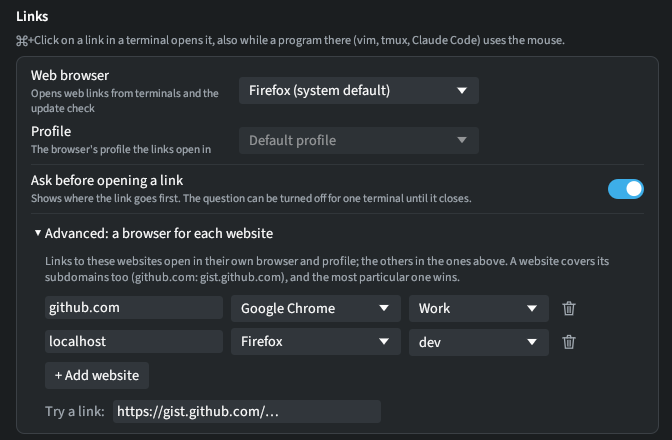 Links
⌘+Click on a link in a terminal opens it, also while a program there (vim, tmux, Claude Code) uses the mouse.
Web browser
Opens web links from terminals and the
update check
Firefox (system default)
Profile
The browser's profile the links open in
Default profile
Ask before opening a link
Shows where the link goes first. The question can be turned off for one terminal until it closes.
Advanced: a browser for each website
Links to these websites open in their own browser and profile; the others in the ones above. A website covers its
subdomains too (github.com: gist.github.com), and the most particular one wins.
github.com Google Chrome Work
localhost Firefox dev
+ Add website
Try a link: https://gist.github.com/…